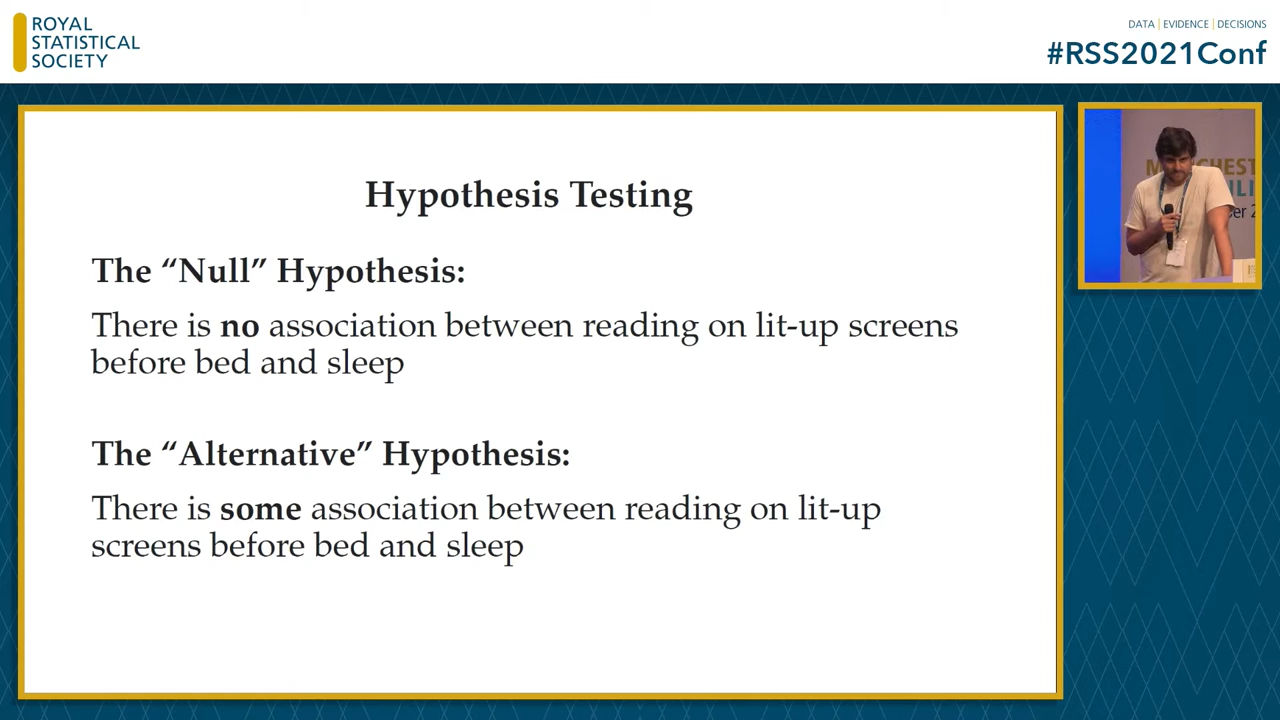 ROYAL
STATISTICAL
SOCIETY
DATA | EVIDENCE | DECISIONS
#RSS2021Conf
Hypothesis Testing
The “Null” Hypothesis:
There is no association between reading on lit-up screens
before bed and sleep
The “Alternative” Hypothesis:
There is some association between reading on lit-up
screens before bed and sleep